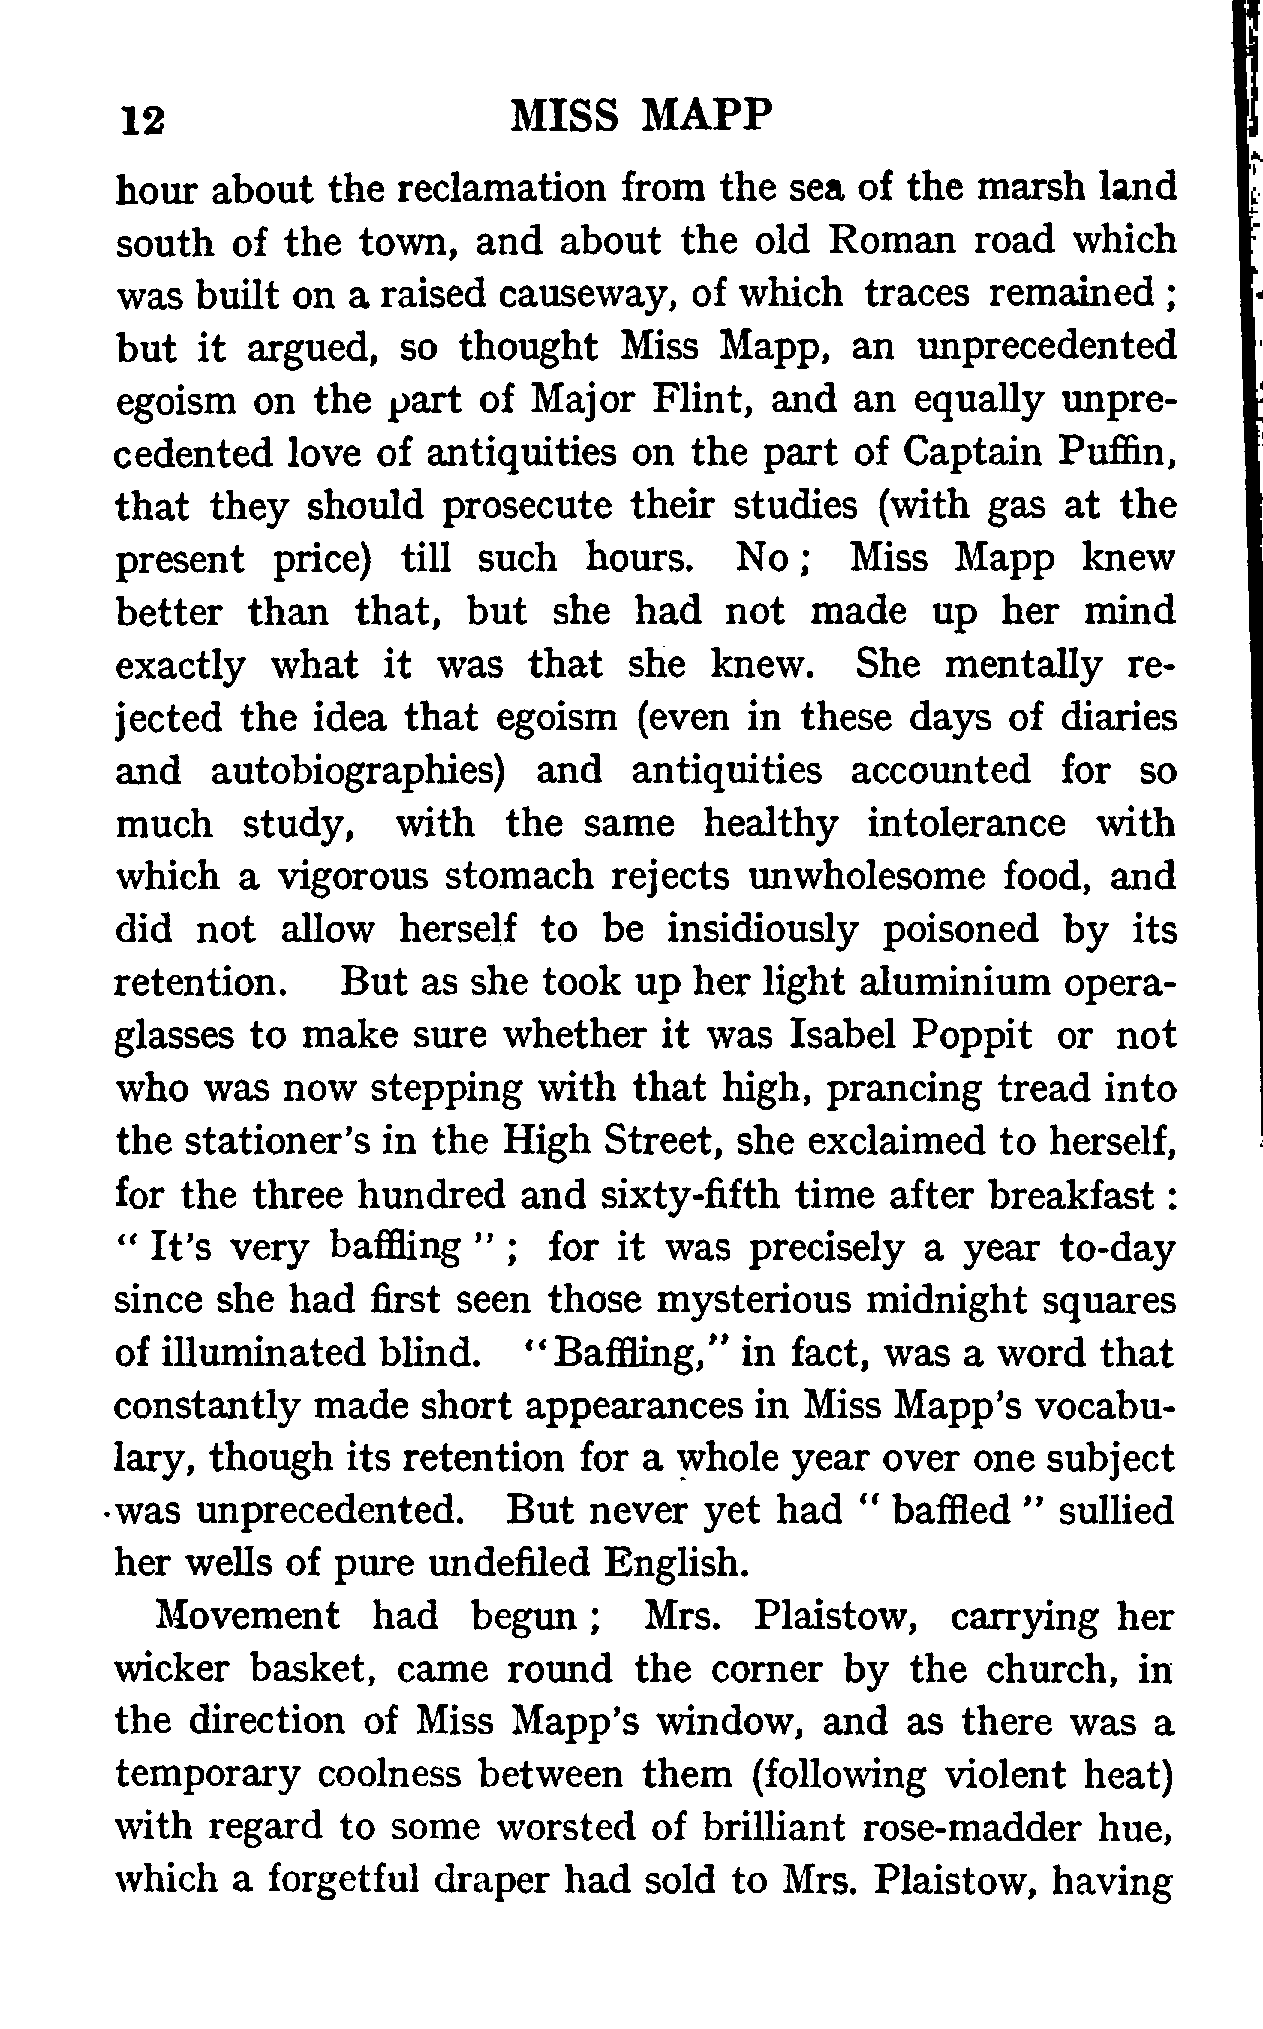 12 MISS MAPP
hour about the reclamation from the sea of the marsh land
south of the town, and about the old Roman road which
was built on a raised causeway, of which traces remained ;
but it argued, so thought Miss Mapp, an unprecedented
egoism on the part of Major Flint, and an equally unpre-
cedented love of antiquities on the part of Captain Puffin,
that they should prosecute their studies (with gas at the
present price) till such hours. No ; Miss Mapp knew
better than that, but she had not made up her mind
exactly what it was that she knew. She mentally re-
jected the idea that egoism (even in these days of diaries
and autobiographies) and antiquities accounted for so
much study, with the same healthy intolerance with
which a vigorous stomach rejects unwholesome food, and
did not allow herself to be insidiously poisoned by its
retention. But as she took up her light aluminium opera-
glasses to make sure whether it was Isabel Poppit or not
who was now stepping with that high, prancing tread into
the stationer's in the High Street, she exclaimed to herself,
for the three hundred and sixty-fifth time after breakfast :
" It's very baffling " ; for it was precisely a year to-day
since she had first seen those mysterious midnight squares
of illuminated blind. "Baffling," in fact, was a word that
constantly made short appearances in Miss Mapp's vocabu-
lary, though its retention for a whole year over one subject
was unprecedented. But never yet had " baffled " sullied
her wells of pure undefiled English.
Movement had begun ; Mrs. Plaistow, carrying her
wicker basket, came round the corner by the church, in
the direction of Miss Mapp's window, and as there was a
temporary coolness between them (following violent heat)
with regard to some worsted of brilliant rose-madder hue,
which a forgetful draper had sold to Mrs. Plaistow, having